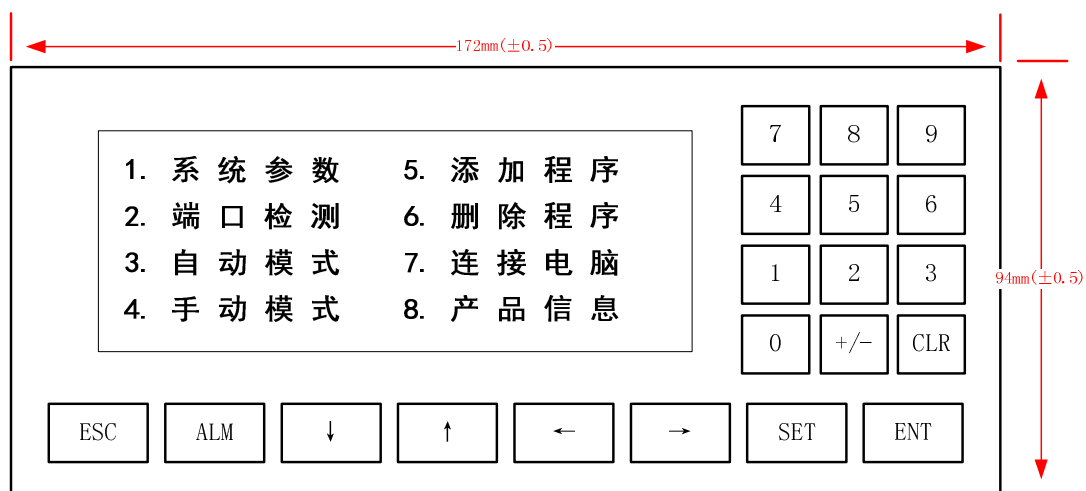 172mm(±0.5)
1. 系统参数 5. 添加程序
2. 端口检测 6. 删除程序
3. 自动模式 7. 连接电脑
4. 手动模式 8. 产品信息
7 8 9
4 5 6
1 2 3
0 +/- CLR
94mm(±0.5)
ESC ALM ↓ ↑ ← → SET ENT